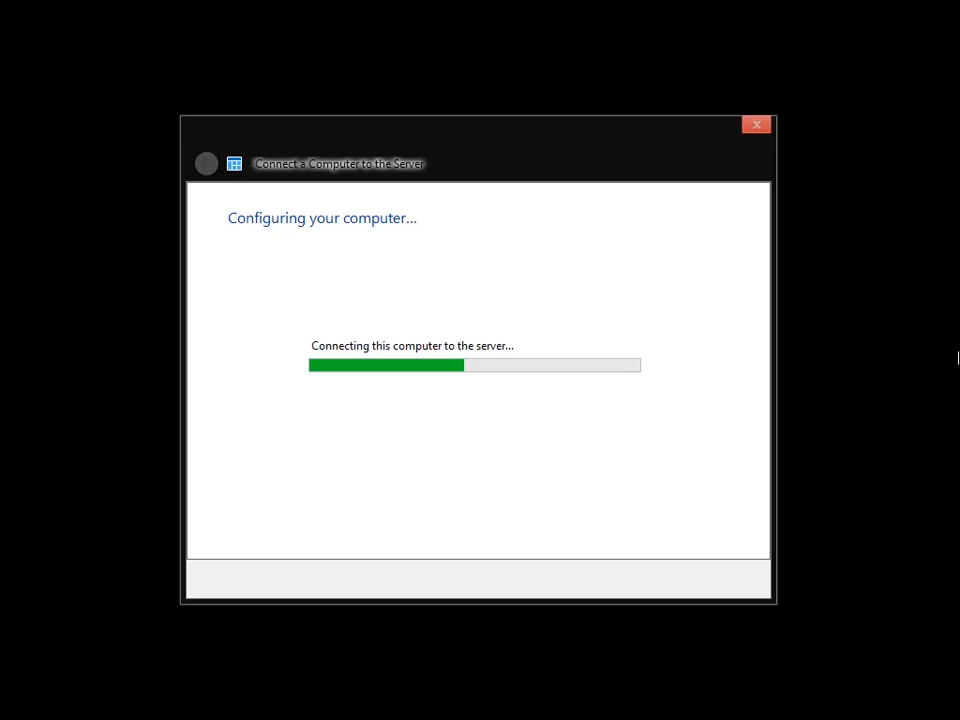 Connect a Computer to the Server
Configuring your computer...
Connecting this computer to the server...